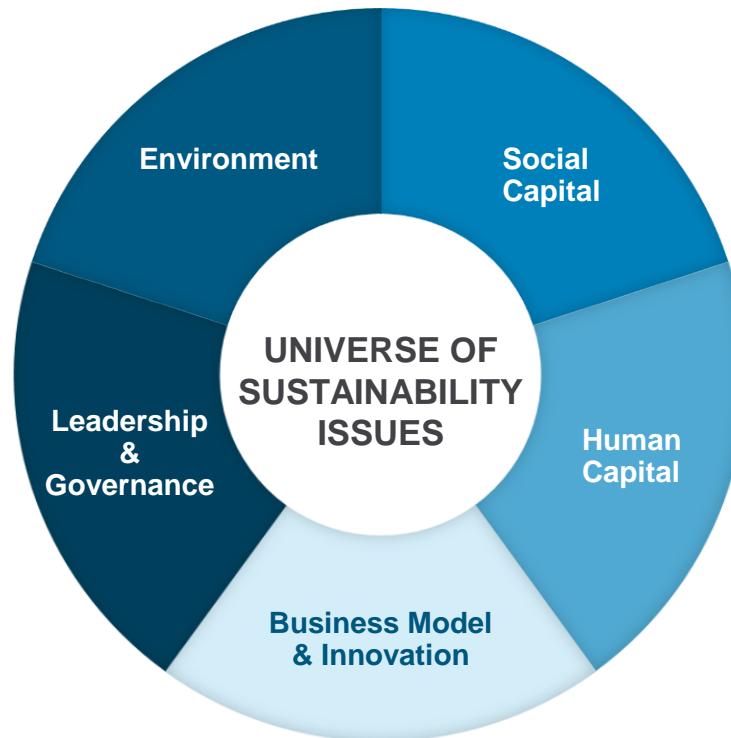 Environment
Social
Capital
UNIVERSE OF
SUSTAINABILITY
ISSUES
Leadership
&
Governance
Human
Capital
Business Model
& Innovation